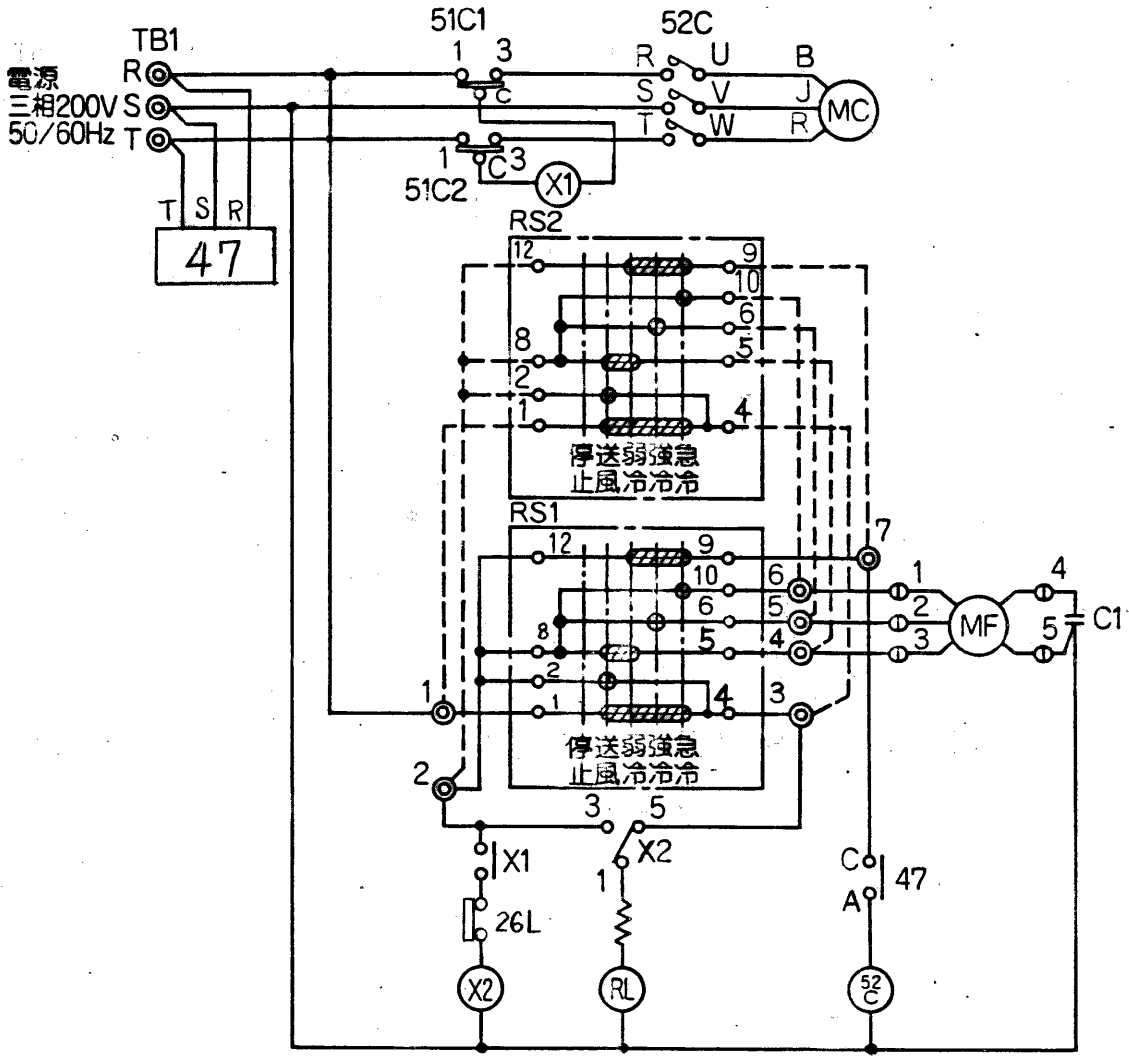 51C1
52C
TB1
1 3
R U B
電源
R
三相200V S
C
S V J
MC
50/60Hz T
T W R
1
C 3
51C2
X1
T S R
47
RS2
12 9
10
6
8 5
2
1 4
停送弱強急
止風冷冷冷
RS1
7
12 9
10 6 1 4
6 5 2
MF
5 C1
8 5 4 3
2
1 1 4 3
停送弱強急
止風冷冷冷
2
3 5
X2
1
X1
C
47
A
26L
X2
RL
52
C